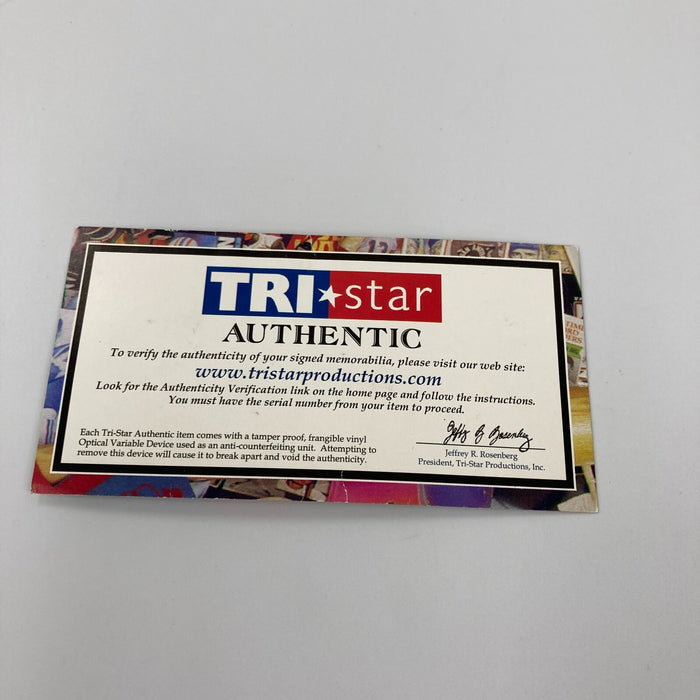 TRI★star
AUTHENTIC
To verify the authenticity of your signed memorabilia, please visit our web site:
www.tristarproductions.com
Look for the Authenticity Verification link on the home page and follow the instructions.
You must have the serial number from your item to proceed.
Each Tri-Star Authentic item comes with a tamper proof, frangible vinyl
Optical Variable Device used as an anti-counterfeiting unit. Attempting to
remove this device will cause it to break apart and void the authenticity.
Jeffrey R. Rosenberg
President, Tri-Star Productions, Inc.